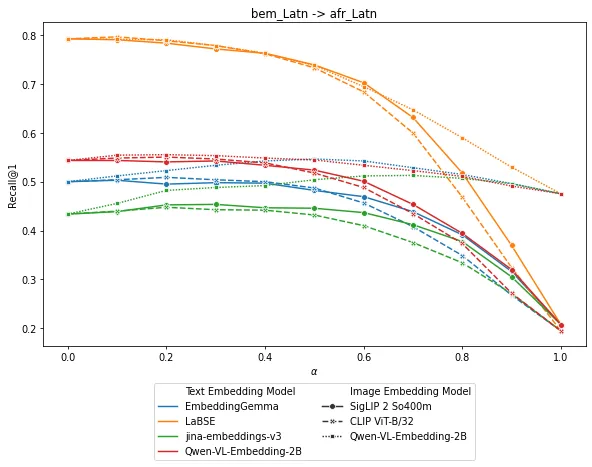 bem_Latn -> afr_Latn
Recall@1
0.8
0.7
0.6
0.5
0.4
0.3
0.2
0.0
0.2
0.4
0.6
0.8
1.0
α
Text Embedding Model
EmbeddingGemma
LaBSE
jina-embeddings-v3
Qwen-VL-Embedding-2B
Image Embedding Model
SigLIP 2 So400m
CLIP ViT-B/32
Qwen-VL-Embedding-2B